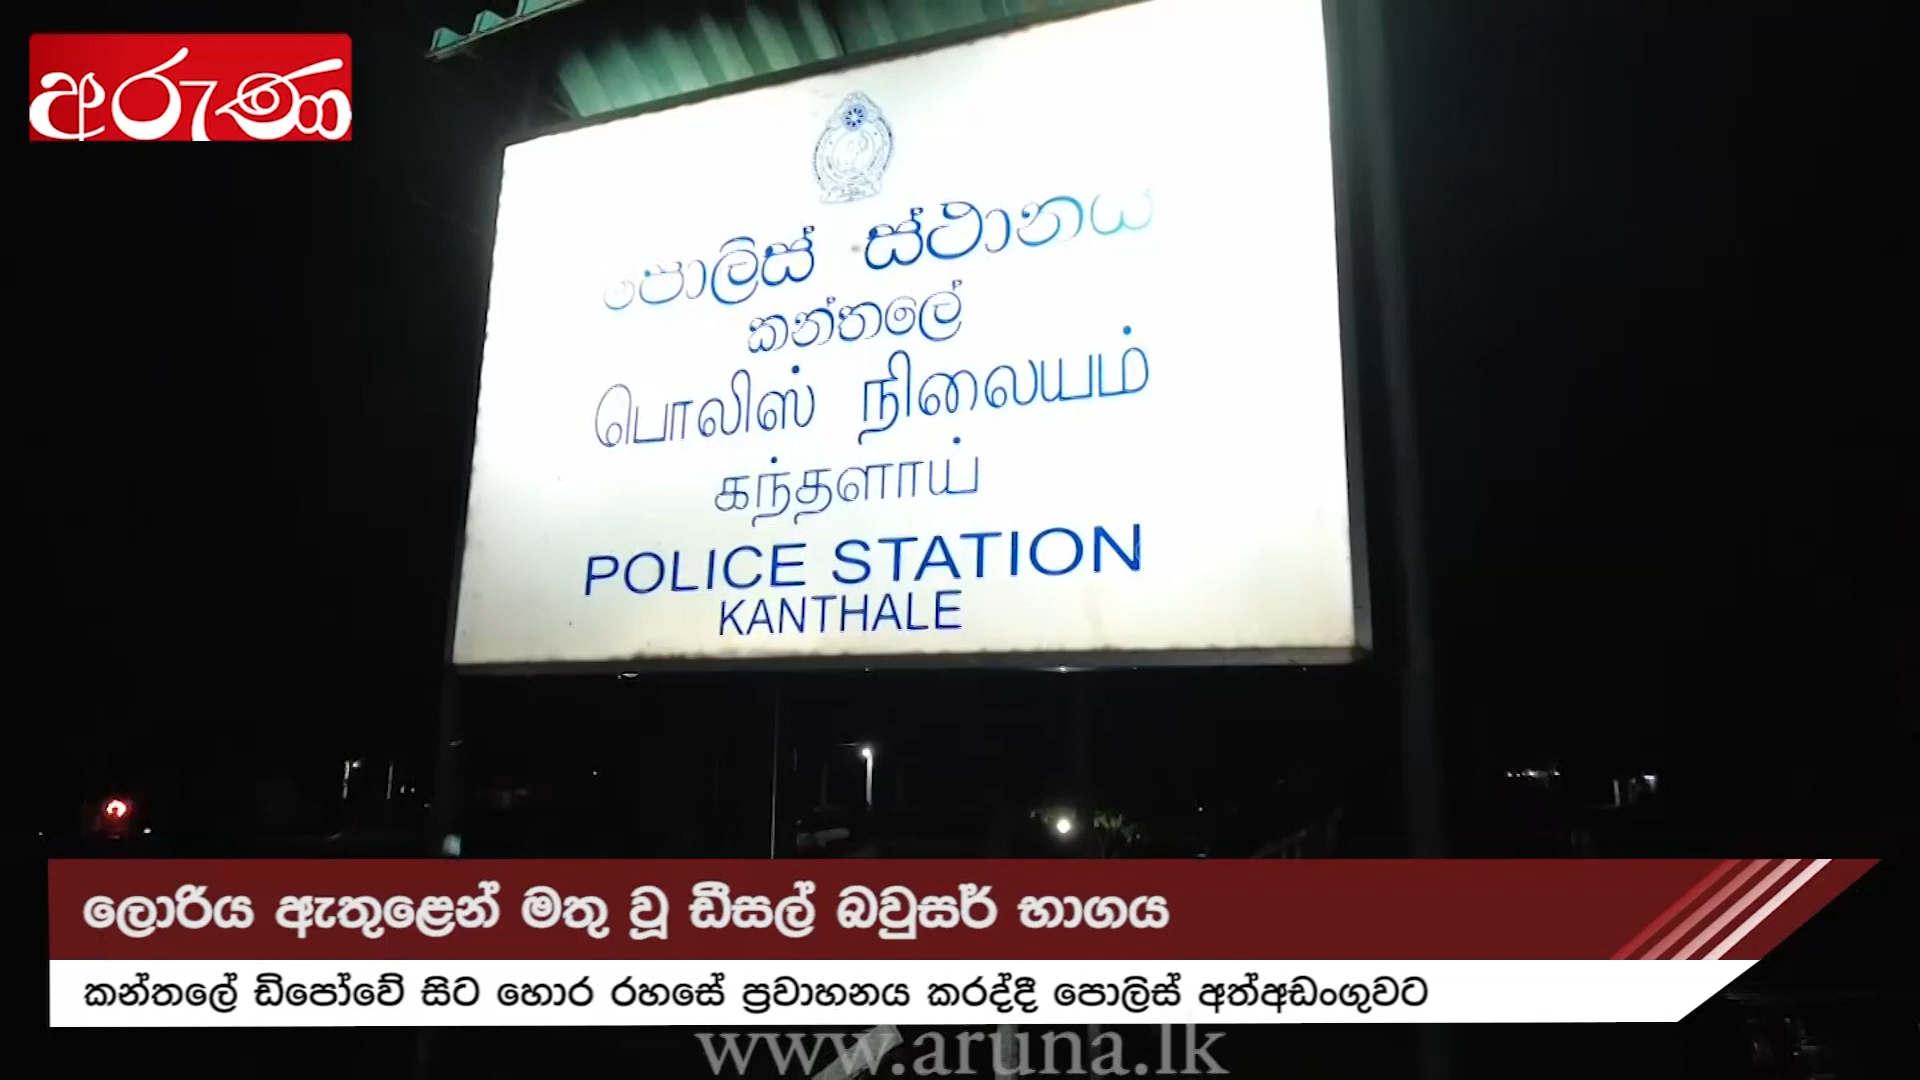 අරුණ
පොලිස් ස්ථානය
කන්තලේ
பொலிஸ் நிலையம்
கந்தளாய்
POLICE STATION
KANTHALE
ලොරිය ඇතුළෙන් මතු වූ ඩීසල් බවුසර් භාගය
කන්තලේ ඩිපෝවේ සිට හොර රහසේ ප්‍රවාහනය කරද්දී පොලිස් අත්අඩංගුවට
www.aruna.lk